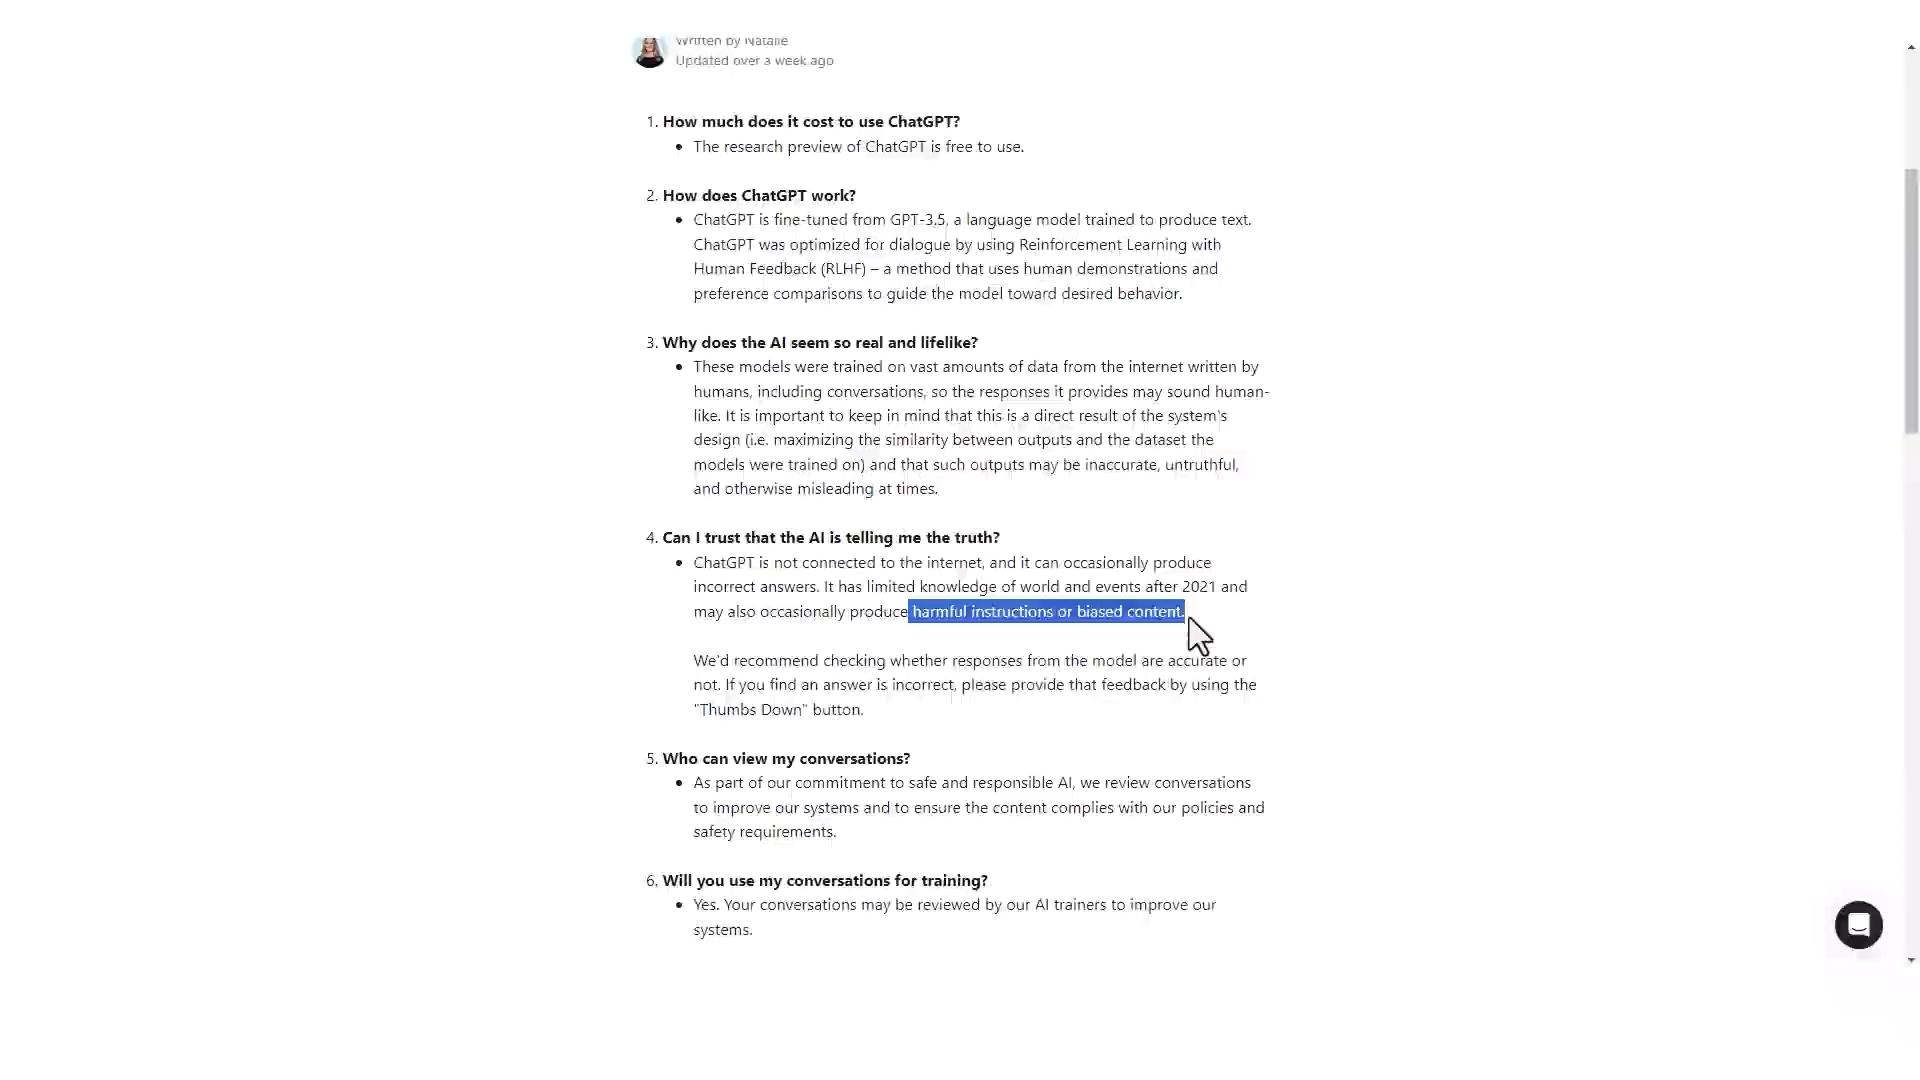 Written by Natalie
Updated over a week ago
1. How much does it cost to use ChatGPT?
• The research preview of ChatGPT is free to use.
2. How does ChatGPT work?
• ChatGPT is fine-tuned from GPT-3.5, a language model trained to produce text.
ChatGPT was optimized for dialogue by using Reinforcement Learning with
Human Feedback (RLHF) – a method that uses human demonstrations and
preference comparisons to guide the model toward desired behavior.
3. Why does the AI seem so real and lifelike?
• These models were trained on vast amounts of data from the internet written by
humans, including conversations, so the responses it provides may sound human-
like. It is important to keep in mind that this is a direct result of the system's
design (i.e. maximizing the similarity between outputs and the dataset the
models were trained on) and that such outputs may be inaccurate, untruthful,
and otherwise misleading at times.
4. Can I trust that the AI is telling me the truth?
• ChatGPT is not connected to the internet, and it can occasionally produce
incorrect answers. It has limited knowledge of world and events after 2021 and
may also occasionally produce harmful instructions or biased content.
We'd recommend checking whether responses from the model are accurate or
not. If you find an answer is incorrect, please provide that feedback by using the
"Thumbs Down" button.
5. Who can view my conversations?
• As part of our commitment to safe and responsible AI, we review conversations
to improve our systems and to ensure the content complies with our policies and
safety requirements.
6. Will you use my conversations for training?
• Yes. Your conversations may be reviewed by our AI trainers to improve our
systems.